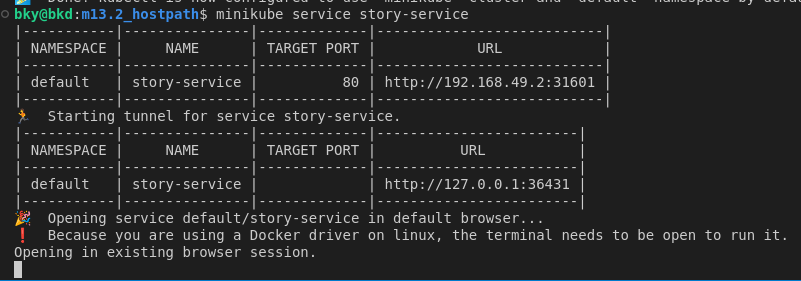 Done! kubectl is now configured to use "minikube" cluster and "default" namespace by defa
bky@bkd:m13.2_hostpath$ minikube service story-service
|-----------|---------------|-------------|---------------------------|
| NAMESPACE |     NAME      | TARGET PORT |            URL            |
|-----------|---------------|-------------|---------------------------|
| default   | story-service |          80 | http://192.168.49.2:31601 |
|-----------|---------------|-------------|---------------------------|
🏃  Starting tunnel for service story-service.
|-----------|---------------|-------------|------------------------|
| NAMESPACE |     NAME      | TARGET PORT |          URL           |
|-----------|---------------|-------------|------------------------|
| default   | story-service |             | http://127.0.0.1:36431 |
|-----------|---------------|-------------|------------------------|
🎉  Opening service default/story-service in default browser...
❗  Because you are using a Docker driver on linux, the terminal needs to be open to run it.
Opening in existing browser session.